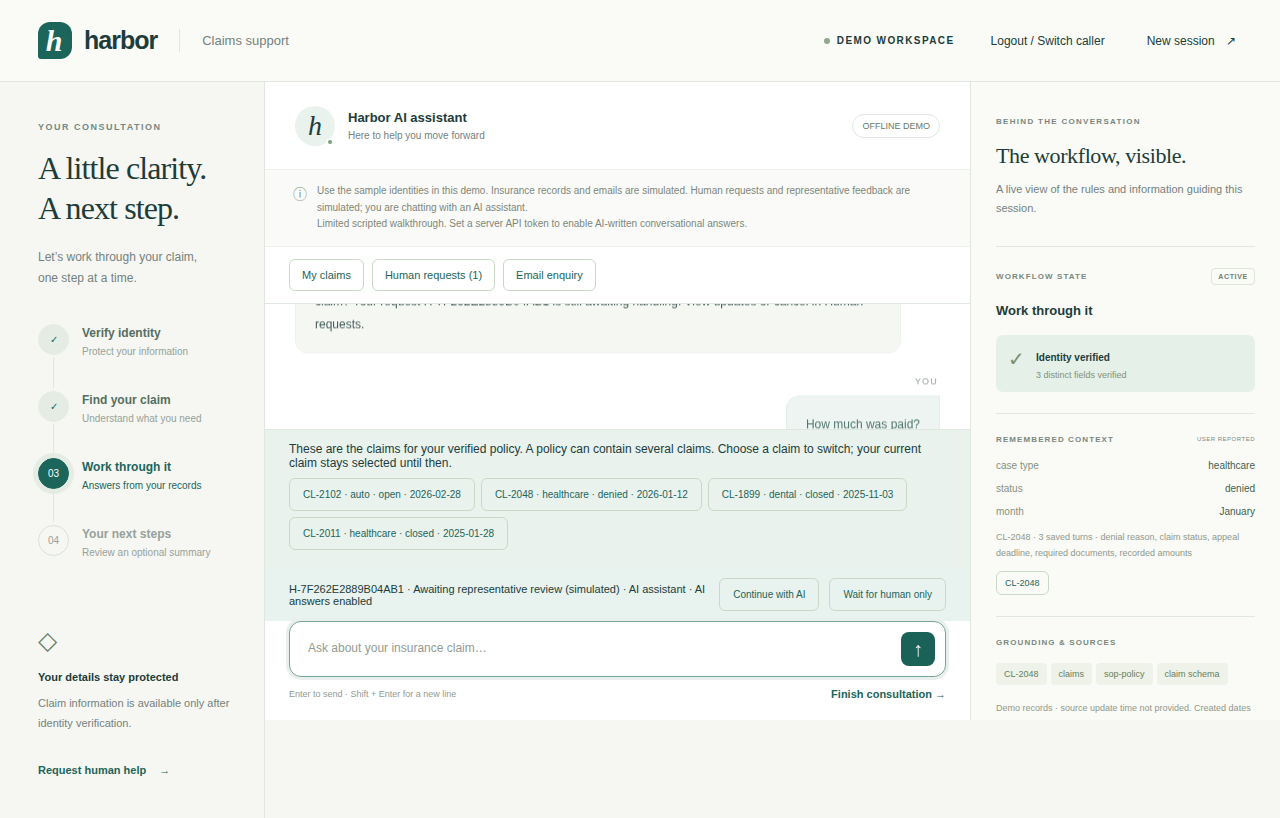 h harbor
Claims support
DEMO WORKSPACE
Logout / Switch caller
New session ↗
YOUR CONSULTATION
A little clarity.
A next step.
Let's work through your claim,
one step at a time.
✓ Verify identity
Protect your information
✓ Find your claim
Understand what you need
03 Work through it
Answers from your records
04 Your next steps
Review an optional summary
Your details stay protected
Claim information is available only after
identity verification.
Request human help →
h Harbor AI assistant
Here to help you move forward
OFFLINE DEMO
Use the sample identities in this demo. Insurance records and emails are simulated. Human requests and representative feedback are
simulated; you are chatting with an AI assistant.
Limited scripted walkthrough. Set a server API token to enable AI-written conversational answers.
My claims
Human requests (1)
Email enquiry
requests.
YOU
How much was paid?
These are the claims for your verified policy. A policy can contain several claims. Choose a claim to switch; your current
claim stays selected until then.
CL-2102 · auto · open · 2026-02-28
CL-2048 · healthcare · denied · 2026-01-12
CL-1899 · dental · closed · 2025-11-03
CL-2011 · healthcare · closed · 2025-01-28
H-7F262E2889B04AB1 · Awaiting representative review (simulated) · AI assistant · AI
answers enabled
Continue with AI
Wait for human only
Ask about your insurance claim…
↑
Enter to send · Shift + Enter for a new line
Finish consultation →
BEHIND THE CONVERSATION
The workflow, visible.
A live view of the rules and information guiding this
session.
WORKFLOW STATE
ACTIVE
Work through it
✓ Identity verified
3 distinct fields verified
REMEMBERED CONTEXT
USER REPORTED
case type healthcare
status denied
month January
CL-2048 · 3 saved turns · denial reason, claim status, appeal
deadline, required documents, recorded amounts
CL-2048
GROUNDING & SOURCES
CL-2048
claims
sop-policy
claim schema
Demo records · source update time not provided. Created dates